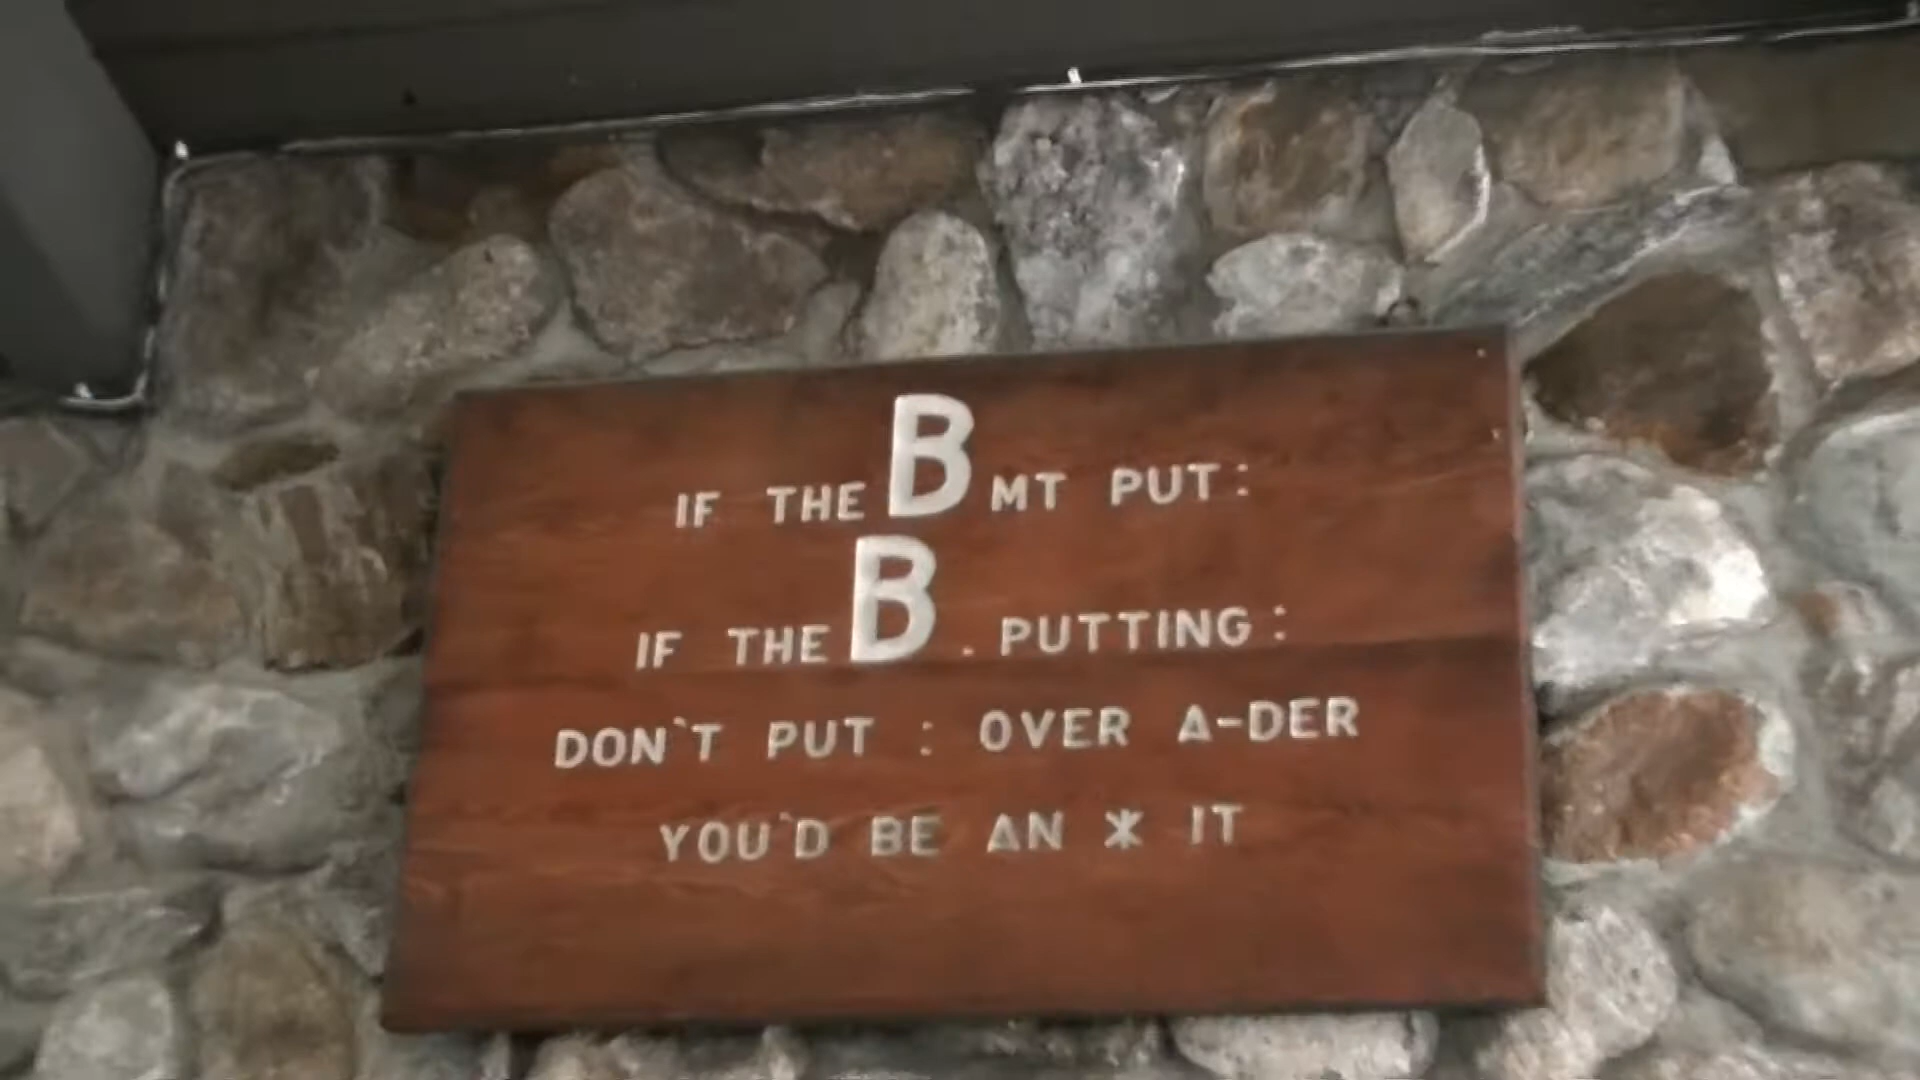 IF THE B MT PUT :
IF THE B . PUTTING :
DON'T PUT : OVER A-DER
YOU'D BE AN * IT